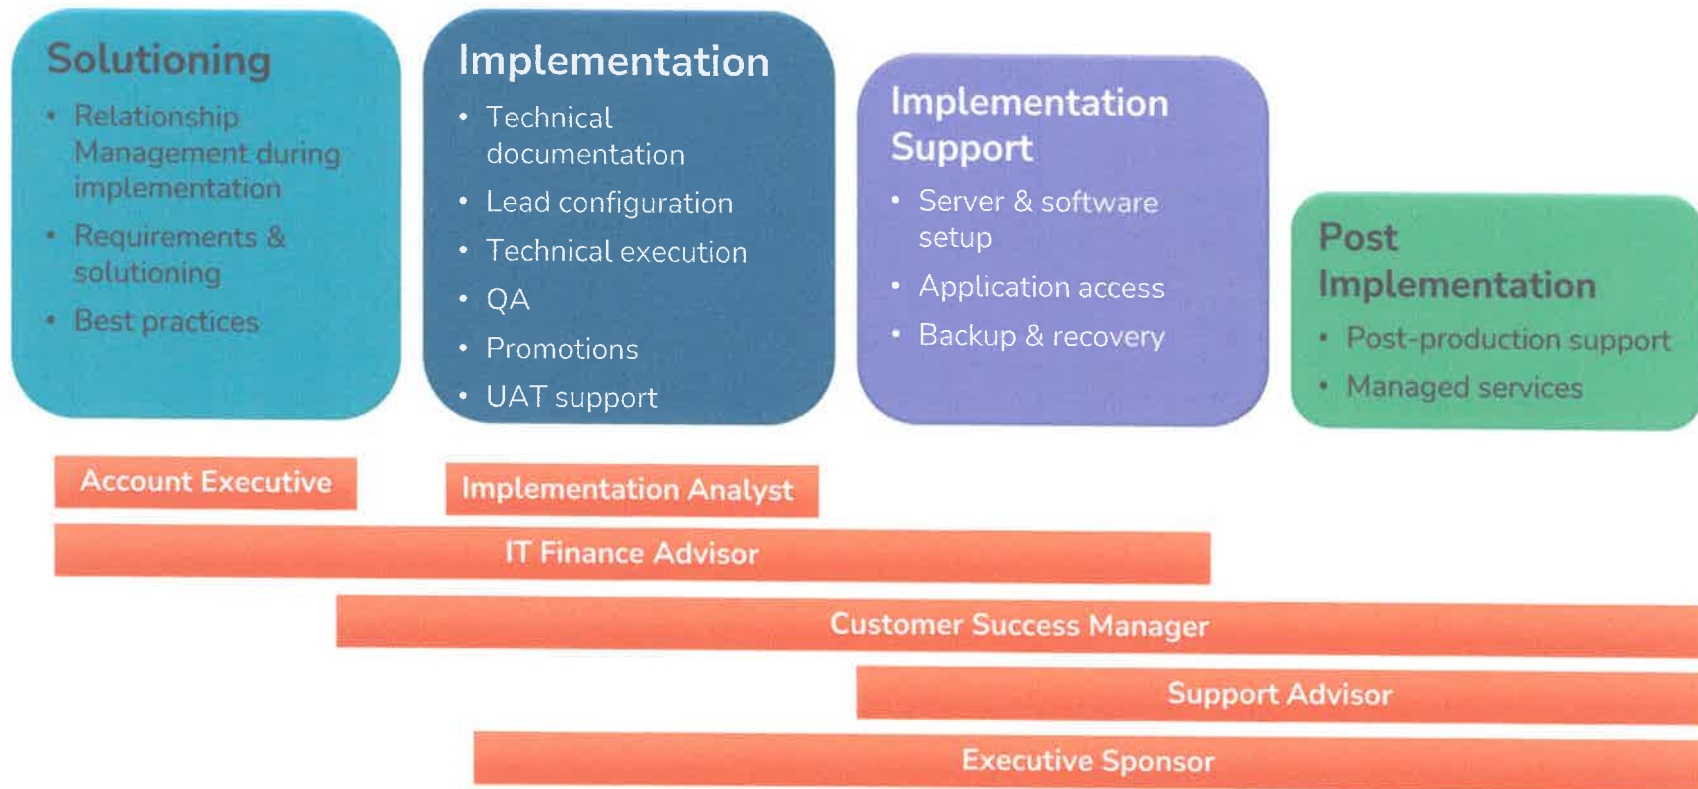 Solutioning
• Relationship
Management during
implementation
• Requirements &
solutioning
• Best practices
Implementation
• Technical
documentation
• Lead configuration
• Technical execution
• QA
• Promotions
• UAT support
Implementation
Support
• Server & software
setup
• Application access
• Backup & recovery
Post
Implementation
• Post-production support
• Managed services
Account Executive
Implementation Analyst
IT Finance Advisor
Customer Success Manager
Support Advisor
Executive Sponsor